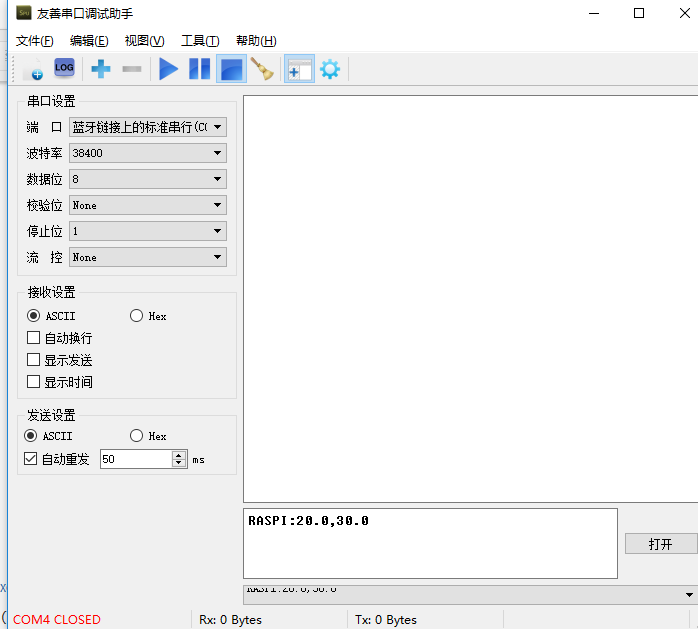 友善串口调试助手
文件(F) 编辑(E) 视图(V) 工具(T) 帮助(H)
LOG
串口设置
端 口 蓝牙链接上的标准串行(CO
波特率 38400
数据位 8
校验位 None
停止位 1
流 控 None
接收设置
ASCII Hex
自动换行
显示发送
显示时间
发送设置
ASCII Hex
自动重发 50 ms
RASPI:20.0,30.0
打开
RASPI:20.0,30.0
COM4 CLOSED Rx: 0 Bytes Tx: 0 Bytes